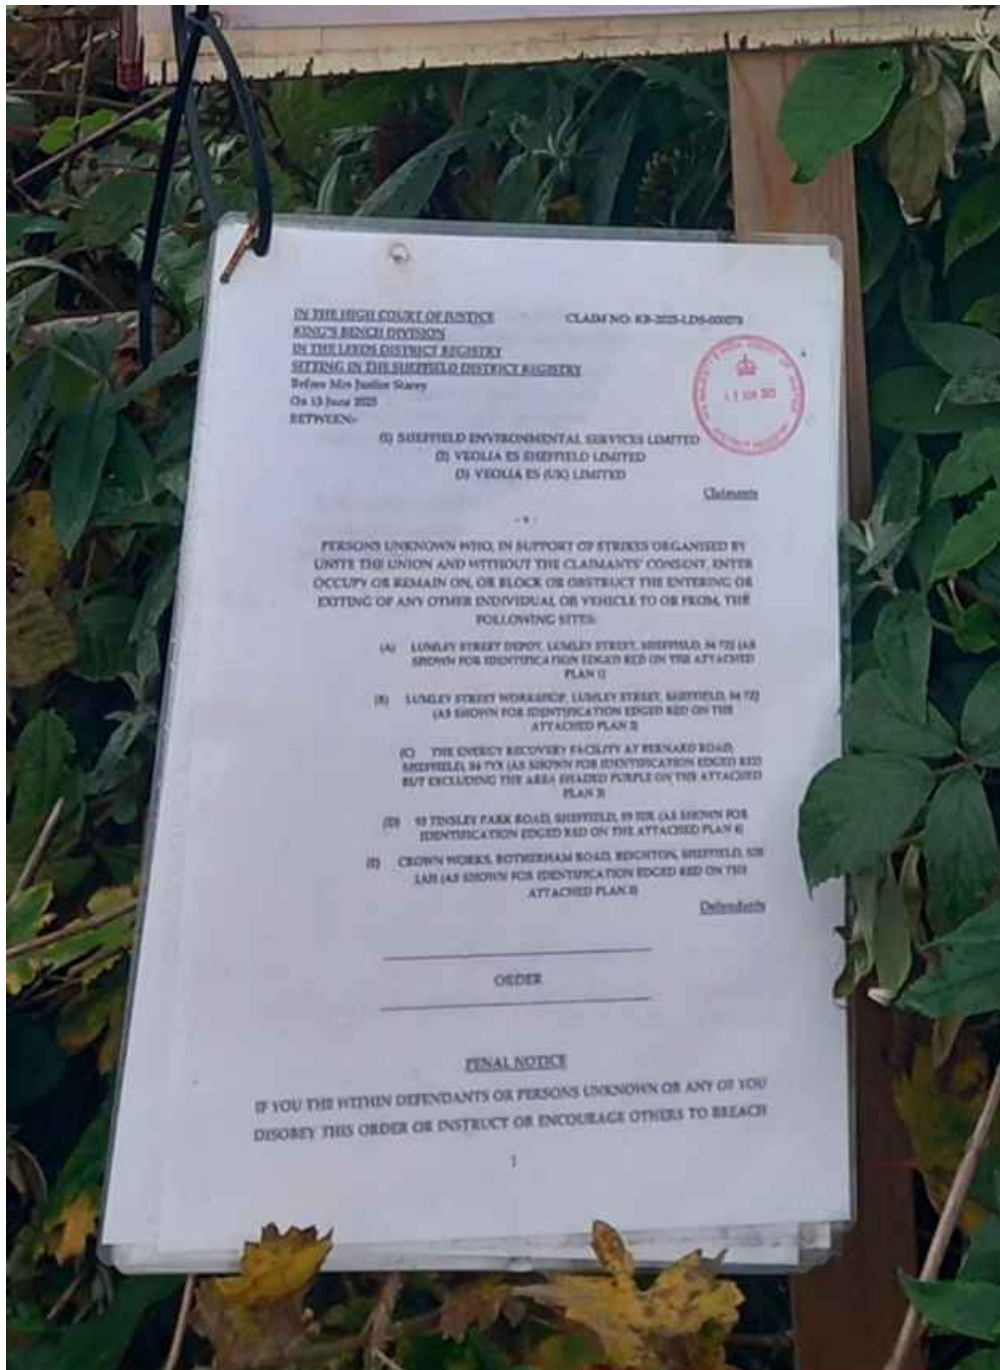 IN THE HIGH COURT OF JUSTICE
CLAIM NO: KB-2025-LDS-000078
KING'S BENCH DIVISION
IN THE LEEDS DISTRICT REGISTRY
SITTING IN THE SHEFFIELD DISTRICT REGISTRY
Before Mrs Justice Stacey
On 13 June 2025
BETWEEN:-
(1) SHEFFIELD ENVIRONMENTAL SERVICES LIMITED
(2) VEOLIA ES SHEFFIELD LIMITED
(3) VEOLIA ES (UK) LIMITED
Claimants
- v -
PERSONS UNKNOWN WHO, IN SUPPORT OF STRIKES ORGANISED BY
UNITE THE UNION AND WITHOUT THE CLAIMANTS' CONSENT, ENTER
OCCUPY OR REMAIN ON, OR BLOCK OR OBSTRUCT THE ENTERING OR
EXITING OF ANY OTHER INDIVIDUAL OR VEHICLE TO OR FROM, THE
FOLLOWING SITES:
(A) LUMLEY STREET DEPOT, LUMLEY STREET, SHEFFIELD, (AS
SHOWN FOR IDENTIFICATION EDGED RED ON THE ATTACHED
PLAN 1)
(B) LUMLEY STREET WORKSHOP, LUMLEY STREET, SHEFFIELD,
(AS SHOWN FOR IDENTIFICATION EDGED RED ON THE
ATTACHED PLAN 2)
(C) THE ENERGY RECOVERY FACILITY AT BERNARD ROAD,
SHEFFIELD, (AS SHOWN FOR IDENTIFICATION EDGED RED
BUT EXCLUDING THE AREA SHADED PURPLE ON THE ATTACHED
PLAN 3)
(D) TINSLEY PARK ROAD, SHEFFIELD, (AS SHOWN FOR
IDENTIFICATION EDGED RED ON THE ATTACHED PLAN 4)
(E) CROWN WORKS, ROTHERHAM ROAD, BEIGHTON, SHEFFIELD, S20
1AH (AS SHOWN FOR IDENTIFICATION EDGED RED ON THE
ATTACHED PLAN 5)
Defendants
ORDER
PENAL NOTICE
IF YOU THE WITHIN DEFENDANTS OR PERSONS UNKNOWN OR ANY OF YOU
DISOBEY THIS ORDER OR INSTRUCT OR ENCOURAGE OTHERS TO BREACH
1